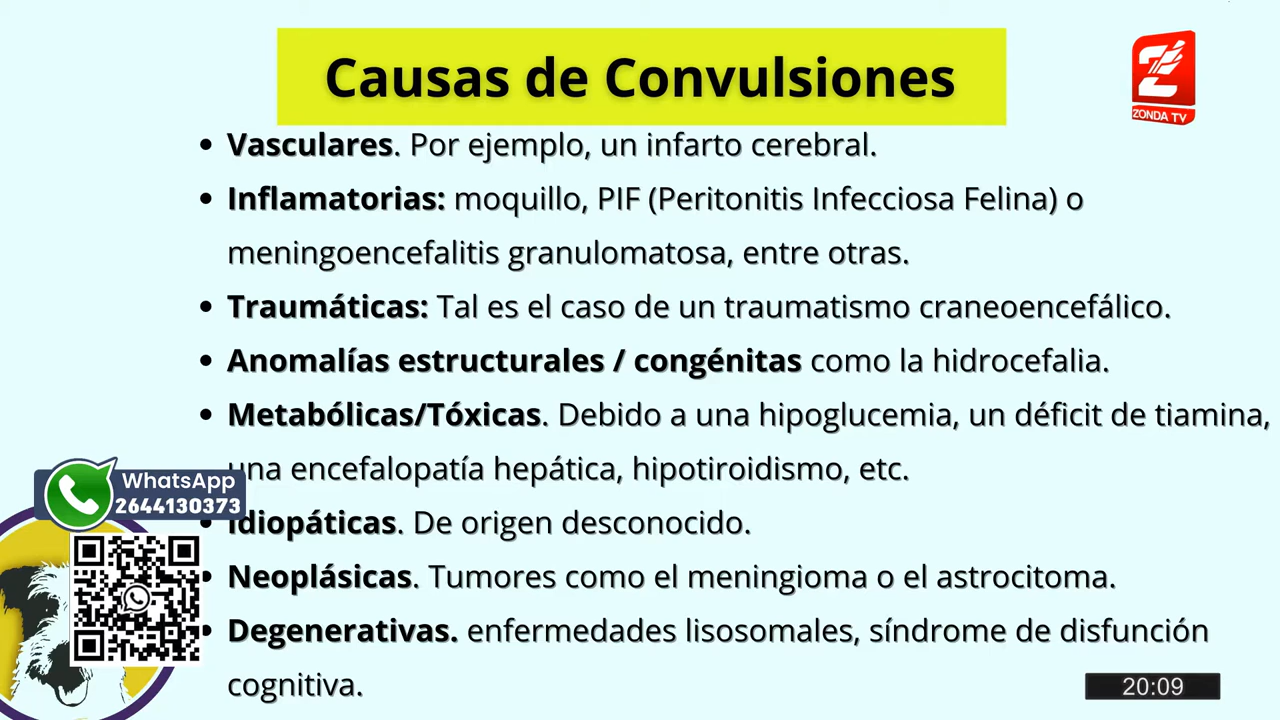 Causas de Convulsiones
ZONDA TV
• Vasculares. Por ejemplo, un infarto cerebral.
• Inflamatorias: moquillo, PIF (Peritonitis Infecciosa Felina) o
meningoencefalitis granulomatosa, entre otras.
• Traumáticas: Tal es el caso de un traumatismo craneoencefálico.
• Anomalías estructurales / congénitas como la hidrocefalia.
• Metabólicas/Tóxicas. Debido a una hipoglucemia, un déficit de tiamina,
una encefalopatía hepática, hipotiroidismo, etc.
• Idiopáticas. De origen desconocido.
• Neoplásicas. Tumores como el meningioma o el astrocitoma.
• Degenerativas. enfermedades lisosomales, síndrome de disfunción
cognitiva.
WhatsApp
2644130373
20:09